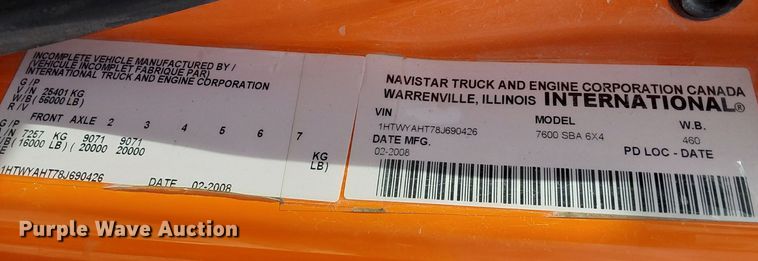 INCOMPLETE VEHICLE MANUFACTURED BY/
(VEHICULE INCOMPLET FABRIQUE PAR)
INTERNATIONAL TRUCK AND ENGINE CORPORATION
G / P
V / N 25401 KG
W/B (56000 LB)
R / V
FRONT AXLE 2 3 4 5 6 7
G / P
A / N 7257 KG 9071 9071 KG
W/B (16000 LB) ( 20000 20000 LB)
1HTWYAHT78J690426 DATE 02-2008
NAVISTAR TRUCK AND ENGINE CORPORATION CANADA
WARRENVILLE, ILLINOIS INTERNATIONAL®
VIN MODEL W.B.
1HTWYAHT78J690426 7600 SBA 6X4 460
DATE MFG. PD LOC - DATE
02-2008
Purple Wave Auction